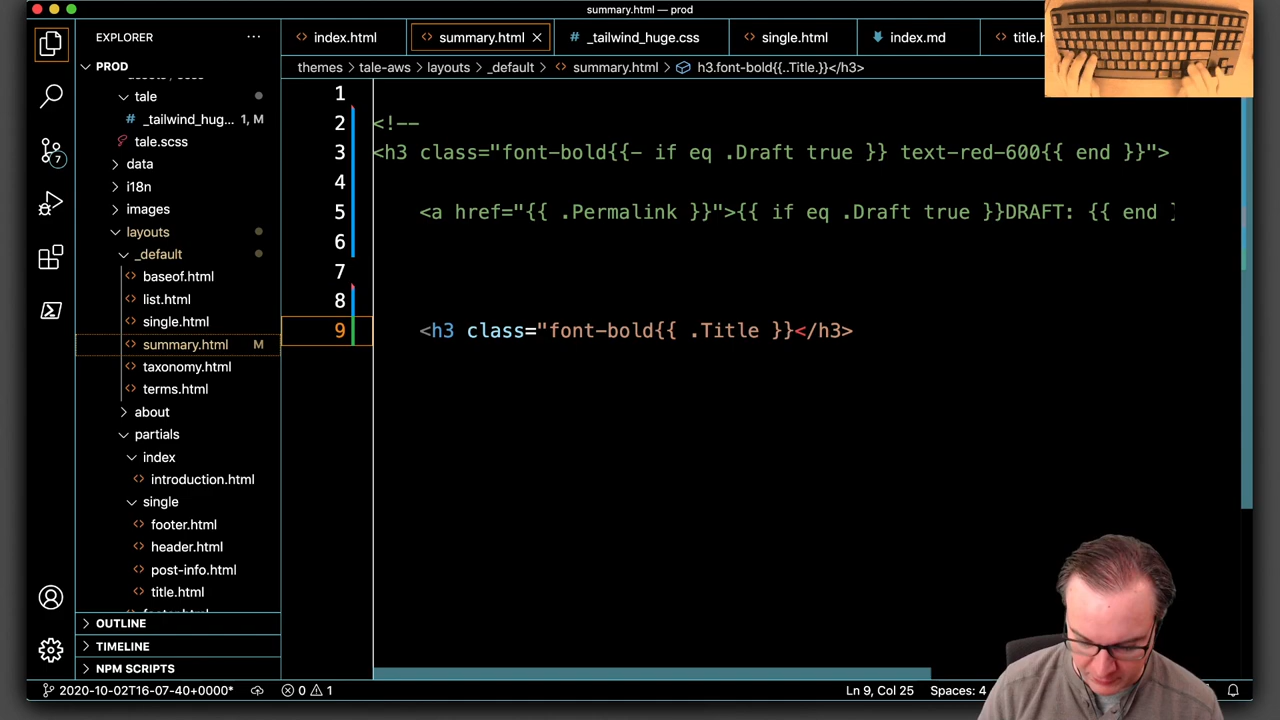 summary.html — prod
EXPLORER
index.html
summary.html
_tailwind_huge.css
single.html
index.md
PROD
themes > tale-aws > layouts > _default > summary.html > h3.font-bold{{..Title.}}</h3>
tale
_tailwind_hug... 1, M
tale.scss
data
i18n
images
layouts
_default
baseof.html
list.html
single.html
summary.html M
taxonomy.html
terms.html
about
partials
index
introduction.html
single
footer.html
header.html
post-info.html
title.html
OUTLINE
TIMELINE
NPM SCRIPTS
1
2 <!--
3 <h3 class="font-bold{{- if eq .Draft true }} text-red-600{{ end }}">
4
5 <a href="{{ .Permalink }}">{{ if eq .Draft true }}DRAFT: {{ end
6
7
8
9 <h3 class="font-bold{{ .Title }}</h3>
7
2020-10-02T16-07-40+0000*
0 1
Ln 9, Col 25
Spaces: 4